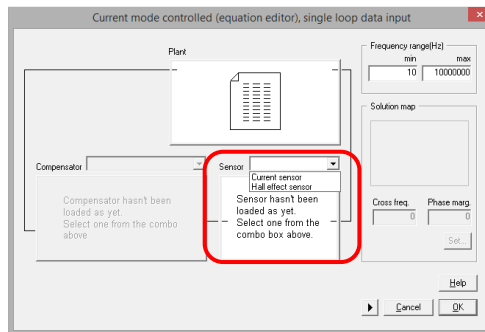 Current mode controlled (equation editor), single loop data input
x
Plant
Frequency range(Hz)
min max
10 10000000
Solution map
Compensator
Sensor
Current sensor
Hall effect sensor
Compensator hasn't been
loaded as yet.
Select one from the combo
above
Sensor hasn't been
loaded as yet.
Select one from the
combo box above.
Cross freq. Phase marg.
0 0
Set...
Help
Cancel OK